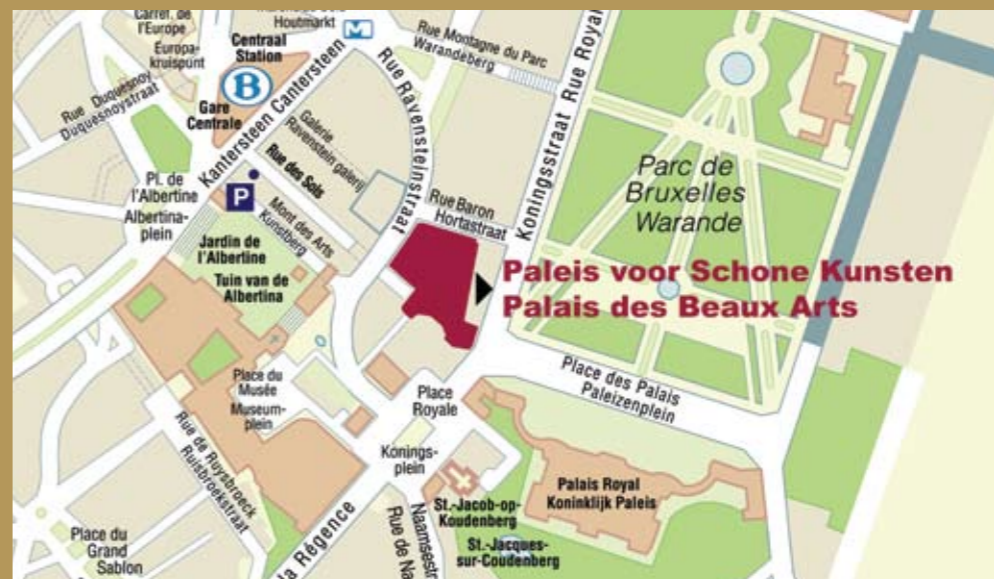 Carref. de
l'Europe
Europa-
kruispunt
Houtmarkt
Centraal
Station
B
Gare
Centrale
M
Rue Duquesnoy
Duquesnoystraat
Kantersteen Cantersteen
Rue Ravensteinstraat
Rue Montagne du Parc
Warandeberg
Koningsstraat Rue Royale
Galerie
Ravenstein galerij
Rue des Sols
Pl. de
l'Albertine
Albertina-
plein
P
Mont des Arts
Kunstberg
Jardin de
l'Albertine
Tuin van de
Albertina
Rue Baron
Hortastraat
Parc de
Bruxelles
Warande
Paleis voor Schone Kunsten
Palais des Beaux Arts
Place des Palais
Paleizenplein
Place du
Musée
Museum-
plein
Place
Royale
Konings-
plein
Rue de Ruysbroeck
Ruisbroekstraat
Palais Royal
Koninklijk Paleis
St.-Jacob-op-
Koudenberg
St.-Jacques-
sur-Coudenberg
Place du
Grand
Sablon
la Régence
Naamsestr
Rue de Na